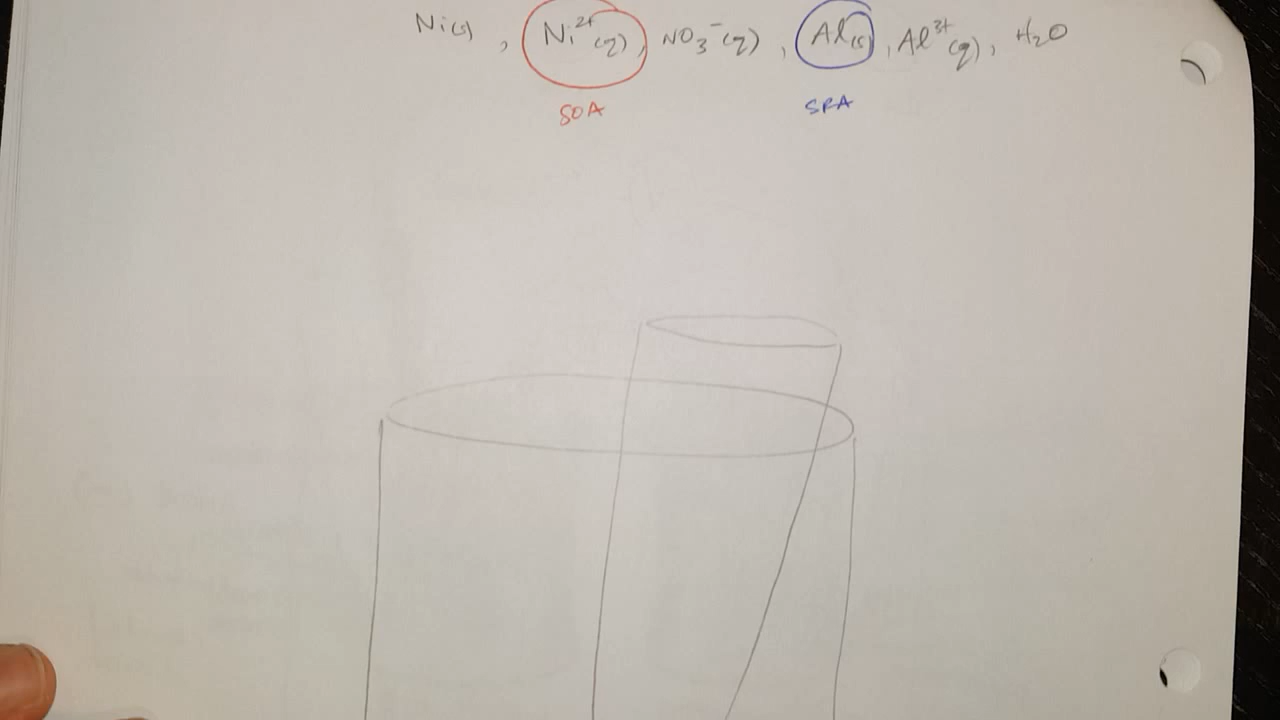 Ni(s), Ni²⁺(aq), NO₃⁻(aq), Al(s), Al³⁺(aq), H₂O
SOA SRA